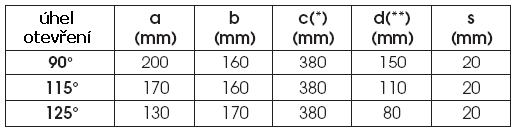 úhel otevření a (mm) b (mm) c(*) (mm) d(**) (mm) s (mm)
90° 200 160 380 150 20
115° 170 160 380 110 20
125° 130 170 380 80 20